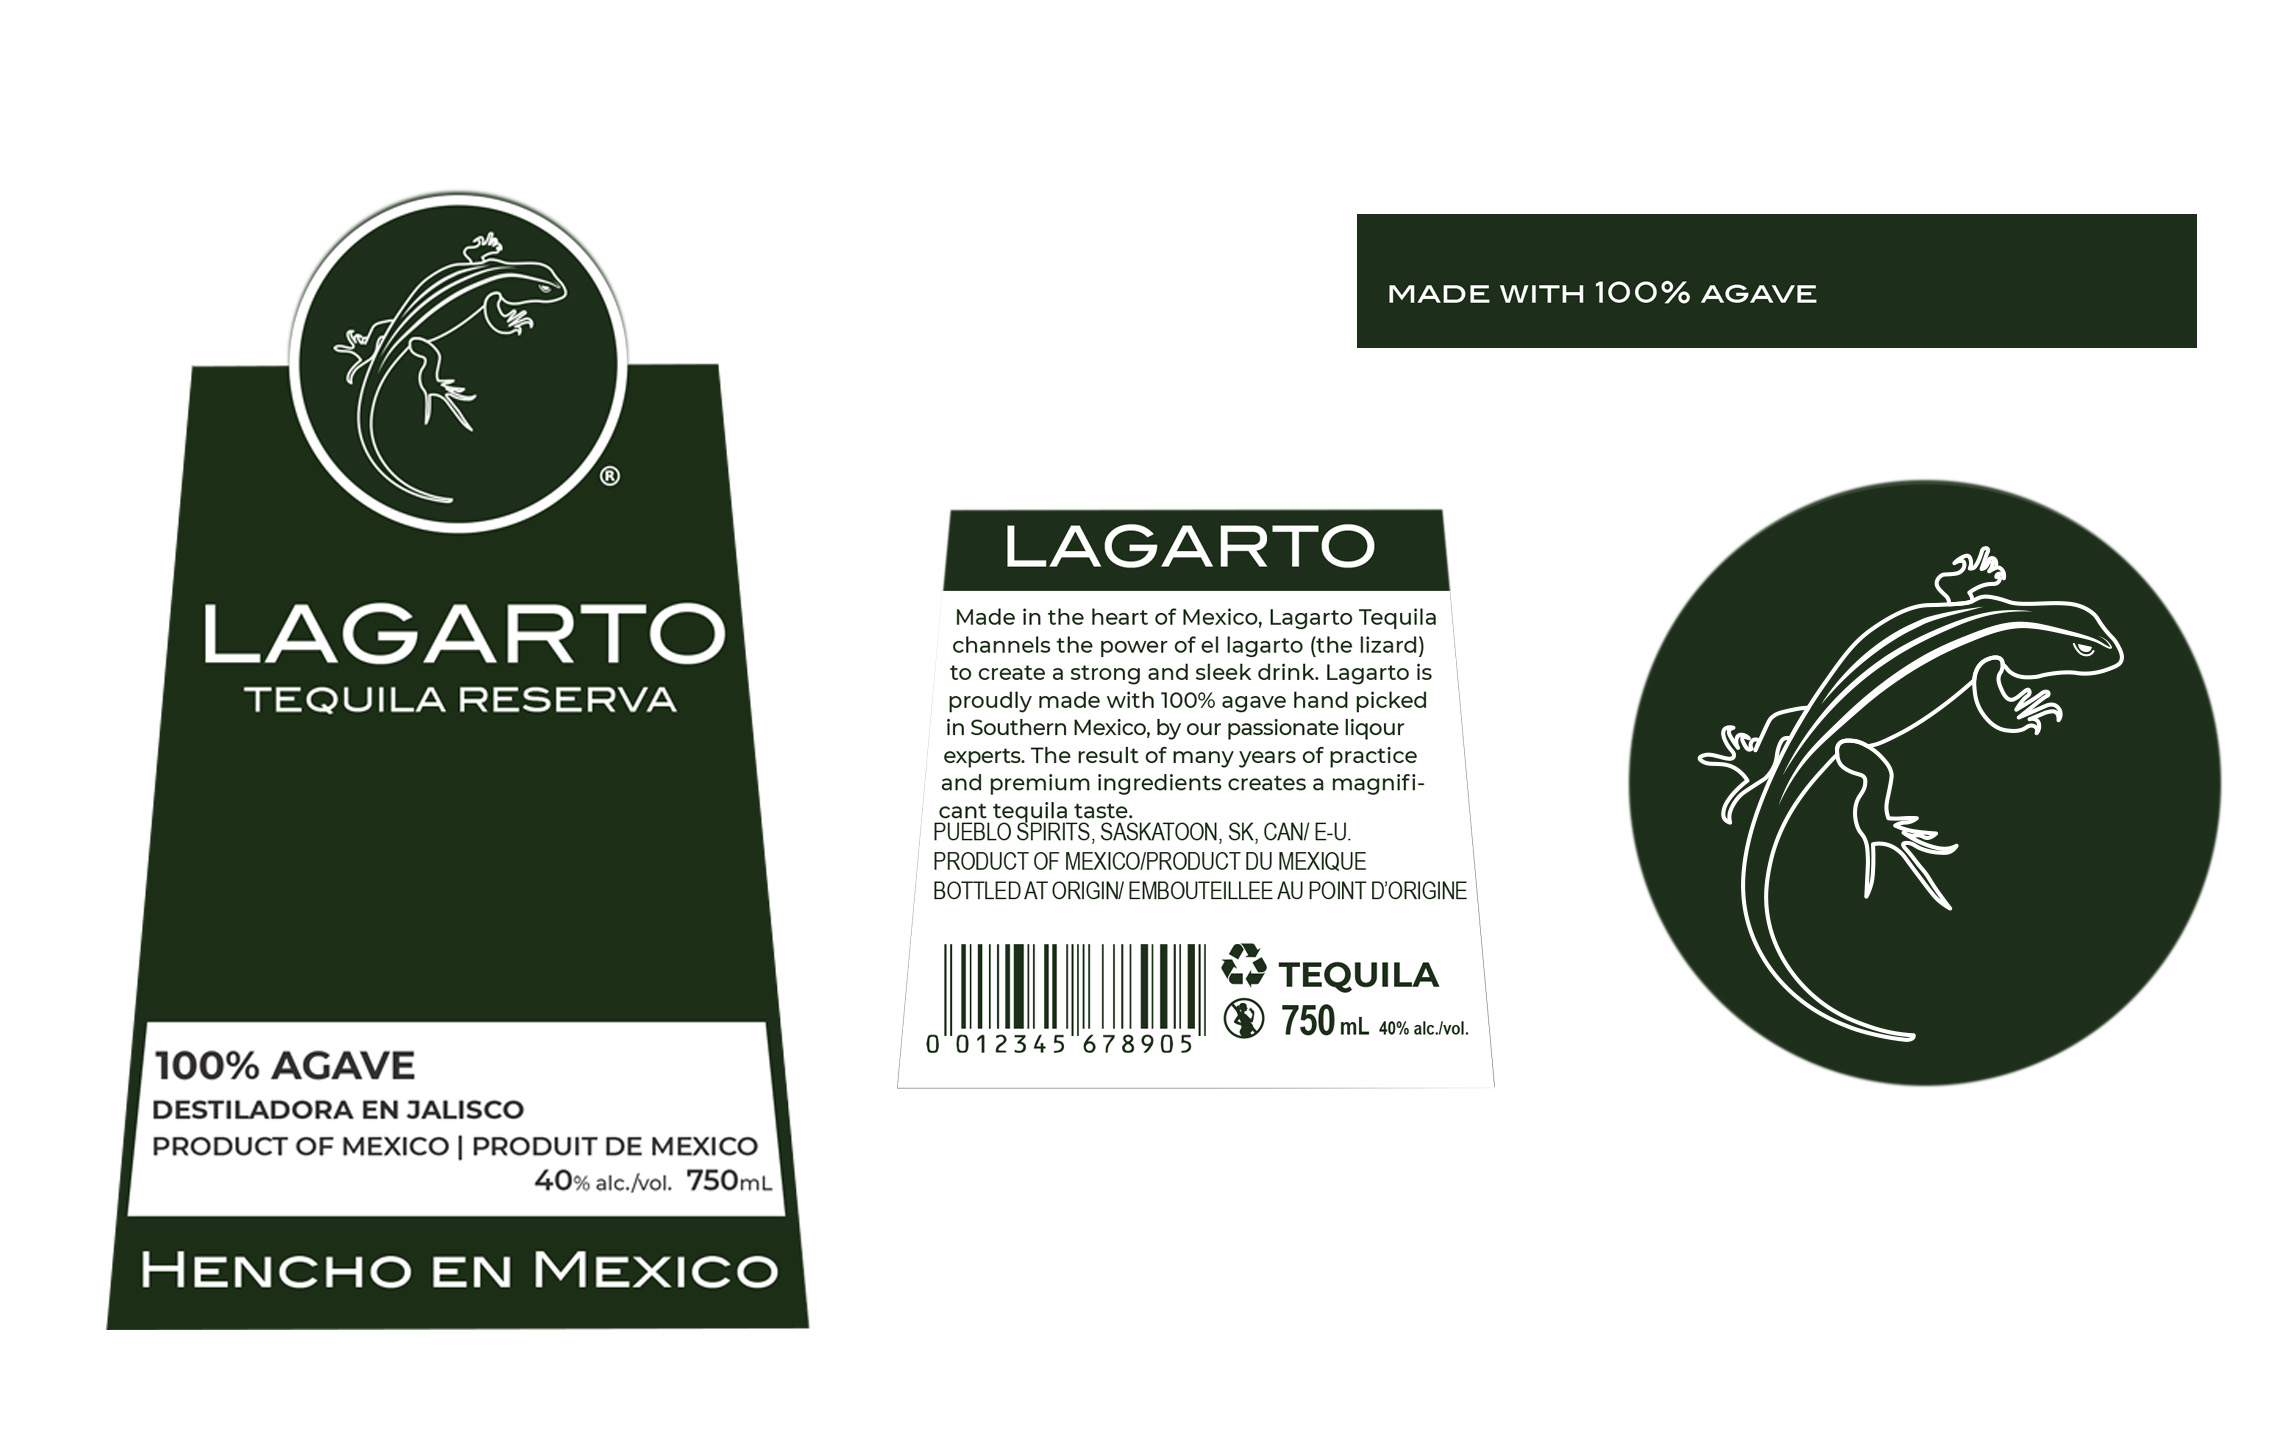 ®
LAGARTO
TEQUILA RESERVA
100% AGAVE
DESTILADORA EN JALISCO
PRODUCT OF MEXICO | PRODUIT DE MEXICO
40% alc./vol. 750mL
HENCHO EN MEXICO
LAGARTO
Made in the heart of Mexico, Lagarto Tequila
channels the power of el lagarto (the lizard)
to create a strong and sleek drink. Lagarto is
proudly made with 100% agave hand picked
in Southern Mexico, by our passionate liqour
experts. The result of many years of practice
and premium ingredients creates a magnifi-
cant tequila taste.
PUEBLO SPIRITS, SASKATOON, SK, CAN/ E-U.
PRODUCT OF MEXICO/PRODUCT DU MEXIQUE
BOTTLED AT ORIGIN/ EMBOUTEILLEE AU POINT D'ORIGINE
0 012345 678905
TEQUILA
750 mL 40% alc./vol.
MADE WITH 100% AGAVE